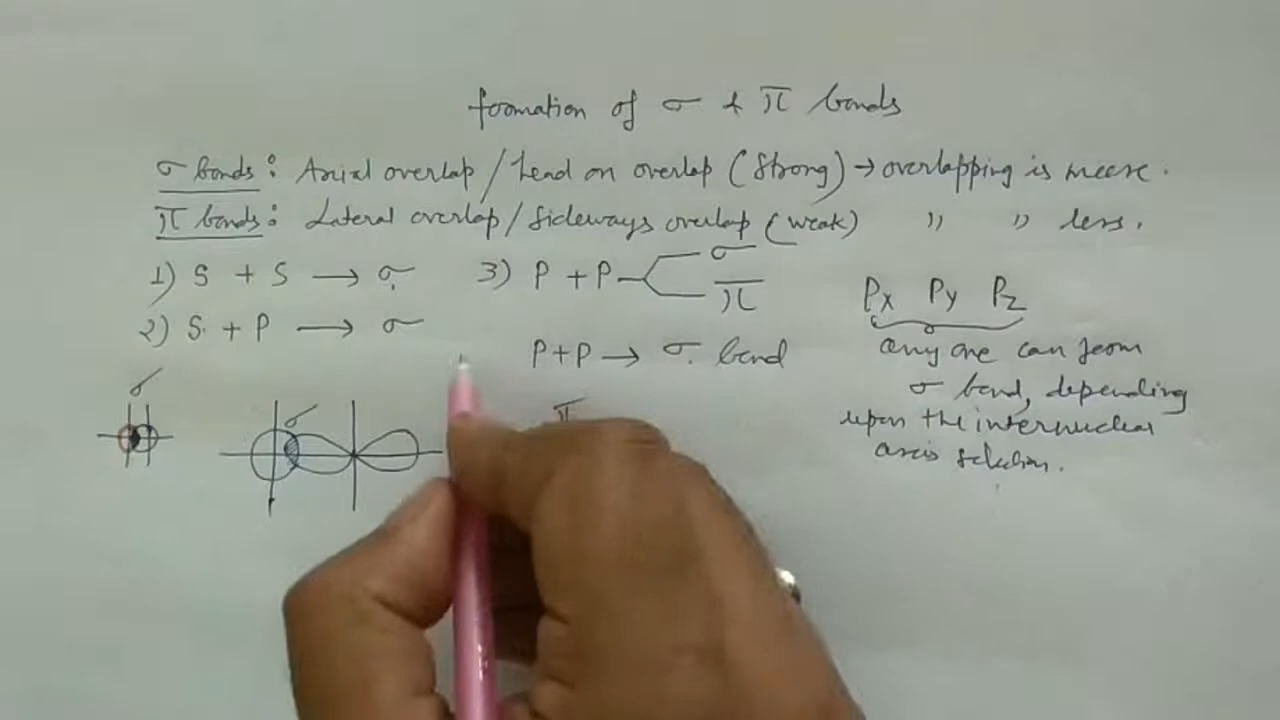 formation of σ & π bonds
σ bonds: Axial overlap / Head on overlap (Strong) → overlapping is more.
π bonds: Lateral overlap / Sideways overlap (weak) " " less.
1) S + S → σ
2) S + P → σ
3) P + P
σ
π
P+P → σ bond
π
σ
σ
Px Py Pz
any one can form
σ bond, depending
upon the internuclear
axis selection.